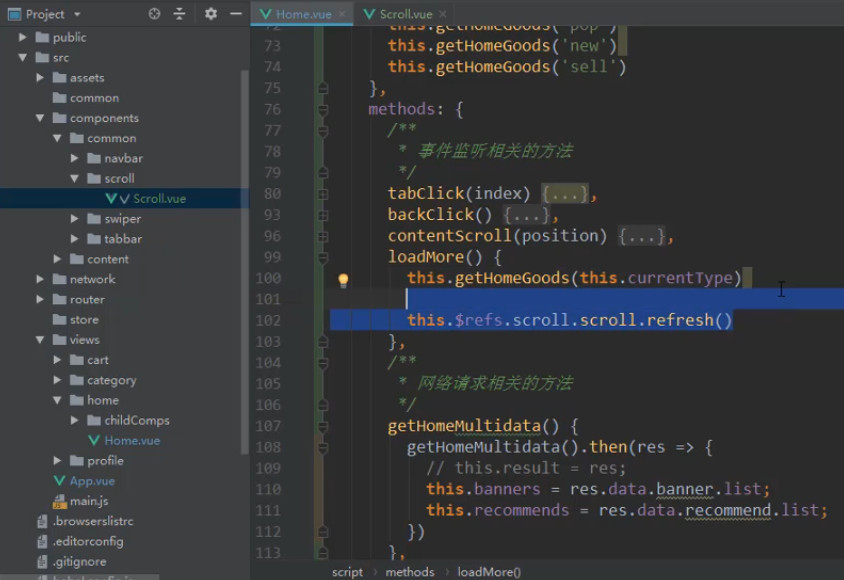 Project
Home.vue
Scroll.vue
public
src
assets
common
components
common
navbar
scroll
Scroll.vue
swiper
tabbar
content
network
router
store
views
cart
category
home
childComps
Home.vue
profile
App.vue
main.js
.browserslistrc
.editorconfig
.gitignore
babel.config.js
72 this.getHomeGoods('pop')
73 this.getHomeGoods('new')
74 this.getHomeGoods('sell')
75 },
76 methods: {
77 /**
78 * 事件监听相关的方法
79 */
80 tabClick(index) {...},
93 backClick() {...},
96 contentScroll(position) {...},
99 loadMore() {
100 this.getHomeGoods(this.currentType)
101
102 this.$refs.scroll.scroll.refresh()
103 },
104 /**
105 * 网络请求相关的方法
106 */
107 getHomeMultidata() {
108 getHomeMultidata().then(res => {
109 // this.result = res;
110 this.banners = res.data.banner.list;
111 this.recommends = res.data.recommend.list;
112 })
113 },
script > methods > loadMore()